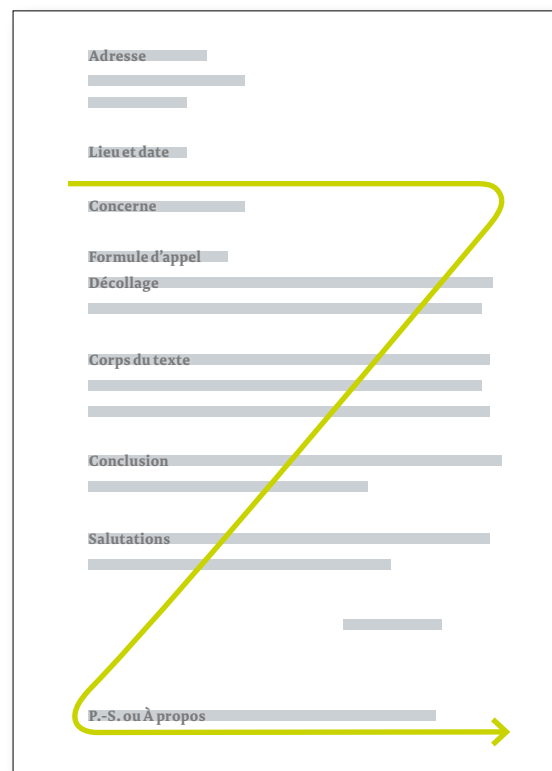 Adresse
Lieu et date
Concerne
Formule d'appel
Décollage
Corps du texte
Conclusion
Salutations
P.-S. ou À propos